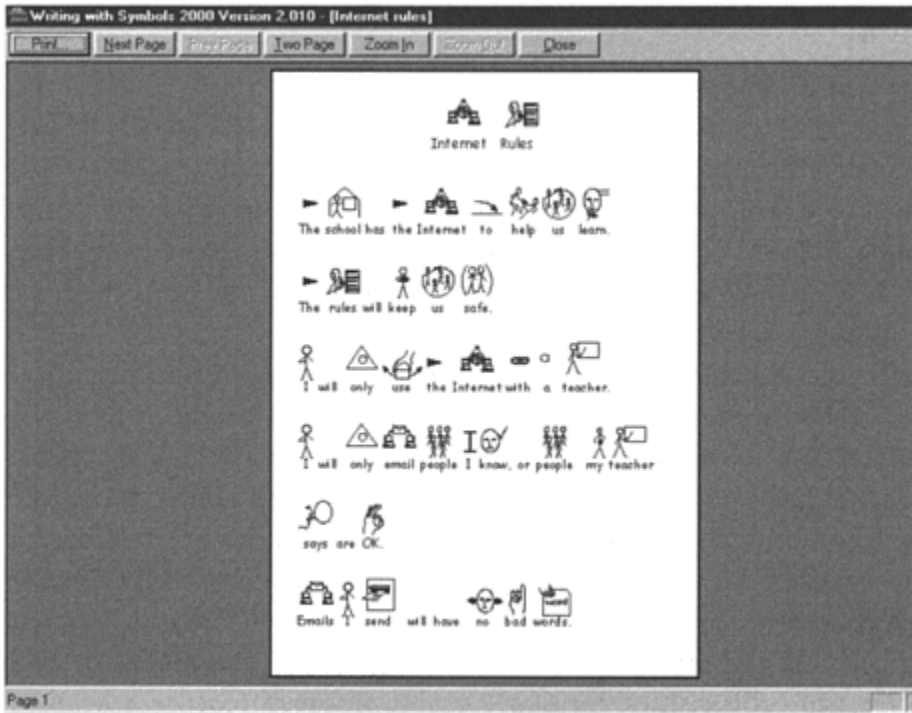 Writing with Symbols 2000 Version 2.010 - [Internet rules]
Print... Next Page Prev Page Two Page Zoom In Zoom Out Close
Internet Rules
The school has the Internet to help us learn.
The rules will keep us safe.
I will only use the Internet with a teacher.
I will only email people I know, or people my teacher
says are OK.
word
Emails I send will have no bad words.
Page 1